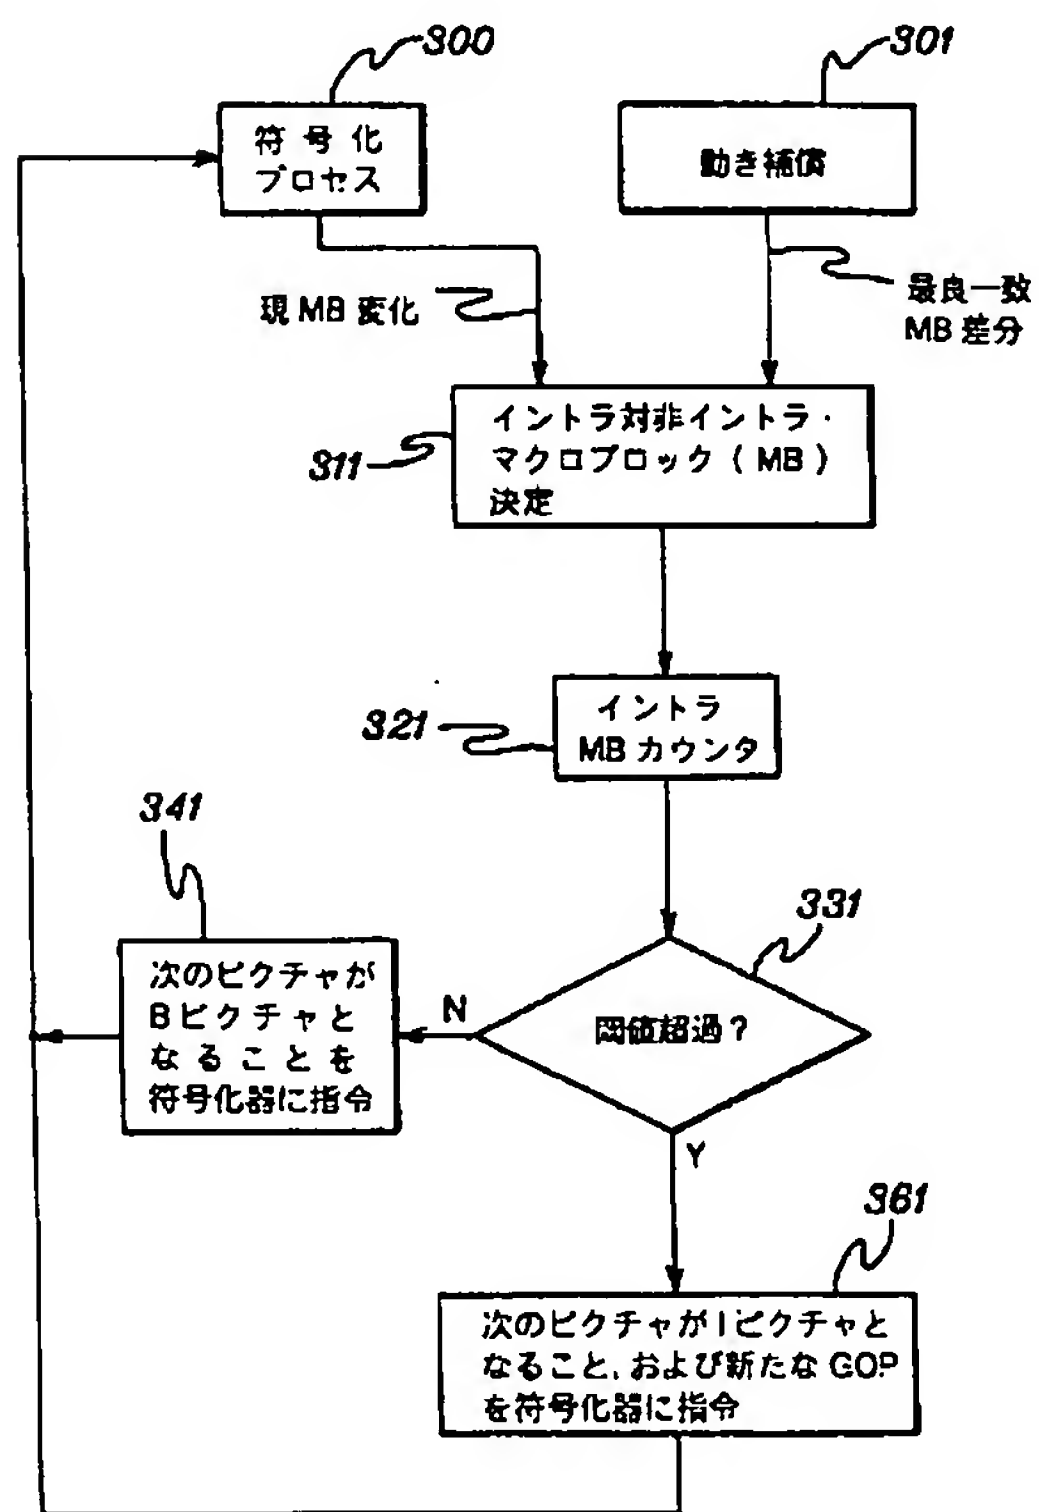 300
301
符号化
プロセス
動き補償
現MB変化
最良一致
MB差分
311
イントラ対非イントラ・
マクロブロック(MB)
決定
321
イントラ
MBカウンタ
341
331
次のピクチャが
Bピクチャと
なることを
符号化器に指令
N
閾値超過?
Y
361
次のピクチャがIピクチャと
なること、および新たなGOP
を符号化器に指令